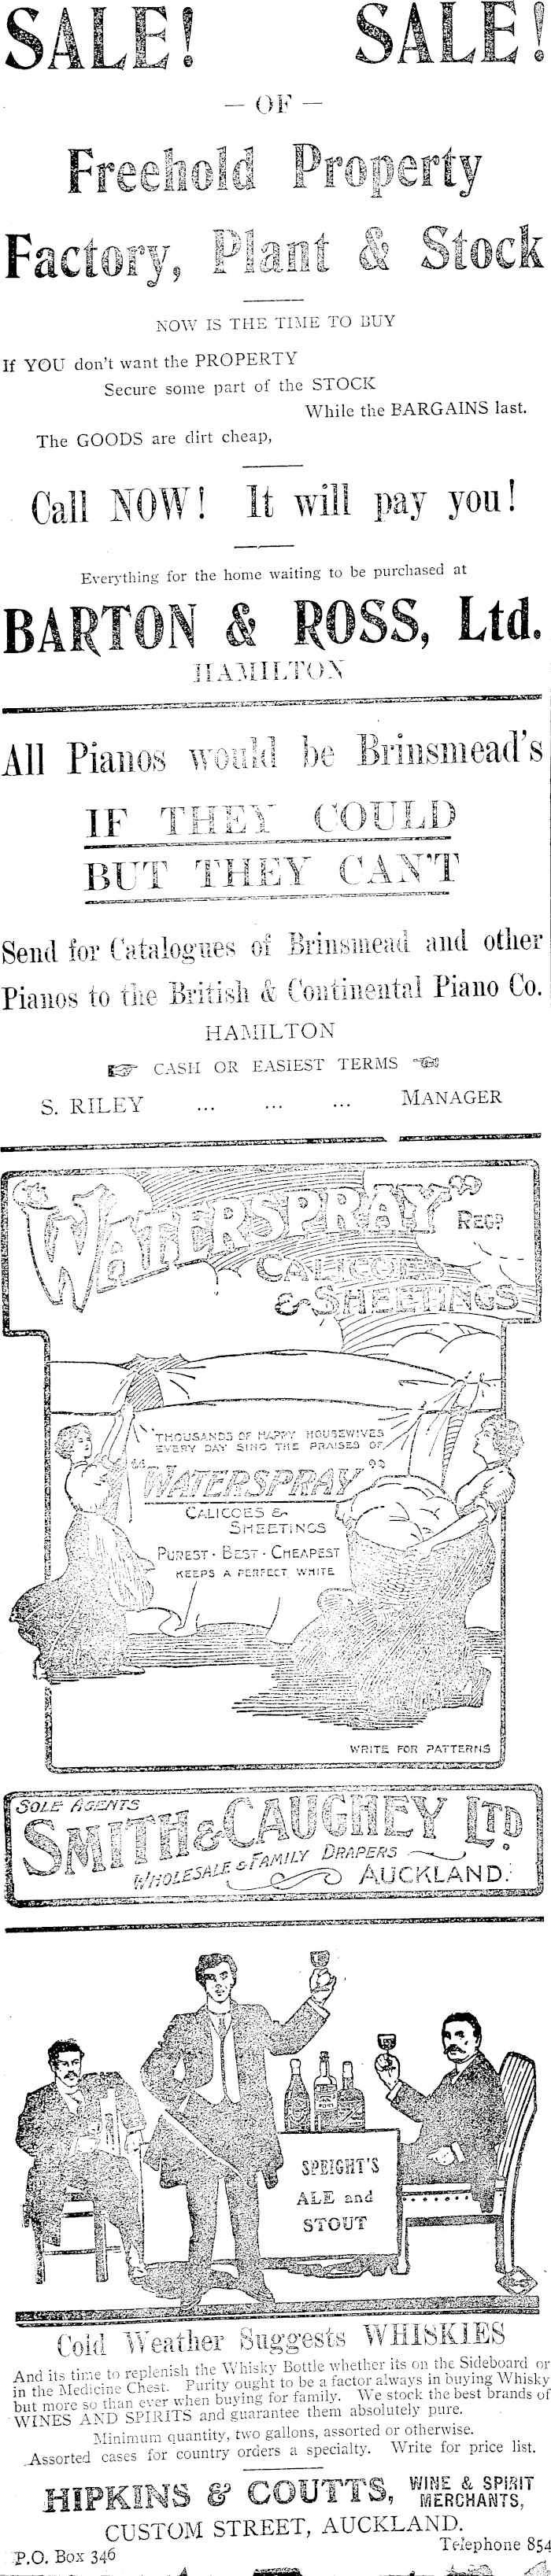 SALE! SALE!
— OF —
Freehold Property
Factory, Plant & Stock
NOW IS THE TIME TO BUY
If YOU don't want the PROPERTY
Secure some part of the STOCK
While the BARGAINS last.
The GOODS are dirt cheap,
Call NOW! It will pay you!
Everything for the home waiting to be purchased at
BARTON & ROSS, Ltd.
HAMILTON
All Pianos would be Brinsmead's
IF THEY COULD
BUT THEY CAN'T
Send for Catalogues of Brinsmead and other
Pianos to the British & Continental Piano Co.
HAMILTON
☞ CASH OR EASIEST TERMS ☜
S. RILEY ... ... ... MANAGER
"WATERSPRAY" REGD
CALICOES
& SHEETINGS
THOUSANDS OF HAPPY HOUSEWIVES
EVERY DAY SING THE PRAISES OF
"WATERSPRAY"
CALICOES &
SHEETINGS
PUREST · BEST · CHEAPEST
KEEPS A PERFECT WHITE
WRITE FOR PATTERNS
SOLE AGENTS
SMITH & CAUGHEY LTD
WHOLESALE & FAMILY DRAPERS
AUCKLAND.
SPEIGHT'S
ALE and
STOUT
Cold Weather Suggests WHISKIES
And its time to replenish the Whisky Bottle whether its on the Sideboard or
in the Medicine Chest. Purity ought to be a factor always in buying Whisky
but more so than ever when buying for family. We stock the best brands of
WINES AND SPIRITS and guarantee them absolutely pure.
Minimum quantity, two gallons, assorted or otherwise.
Assorted cases for country orders a specialty. Write for price list.
HIPKINS & COUTTS, WINE & SPIRIT
MERCHANTS,
CUSTOM STREET, AUCKLAND.
P.O. Box 346 Telephone 854